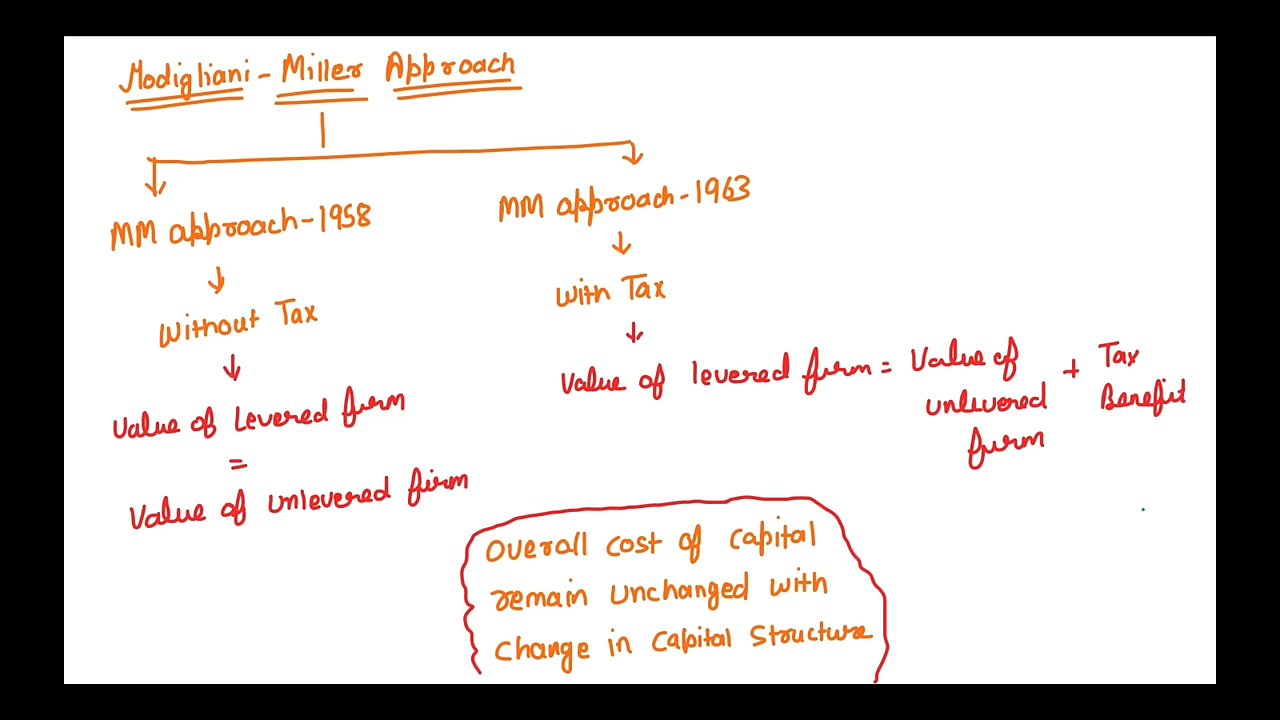 Modigliani - Miller Approach
MM approach-1958
Without Tax
Value of Levered firm
=
Value of unlevered firm
MM approach-1963
With Tax
Value of levered firm = Value of + Tax
unlevered Benefit
firm
Overall cost of capital
remain unchanged with
change in capital structure